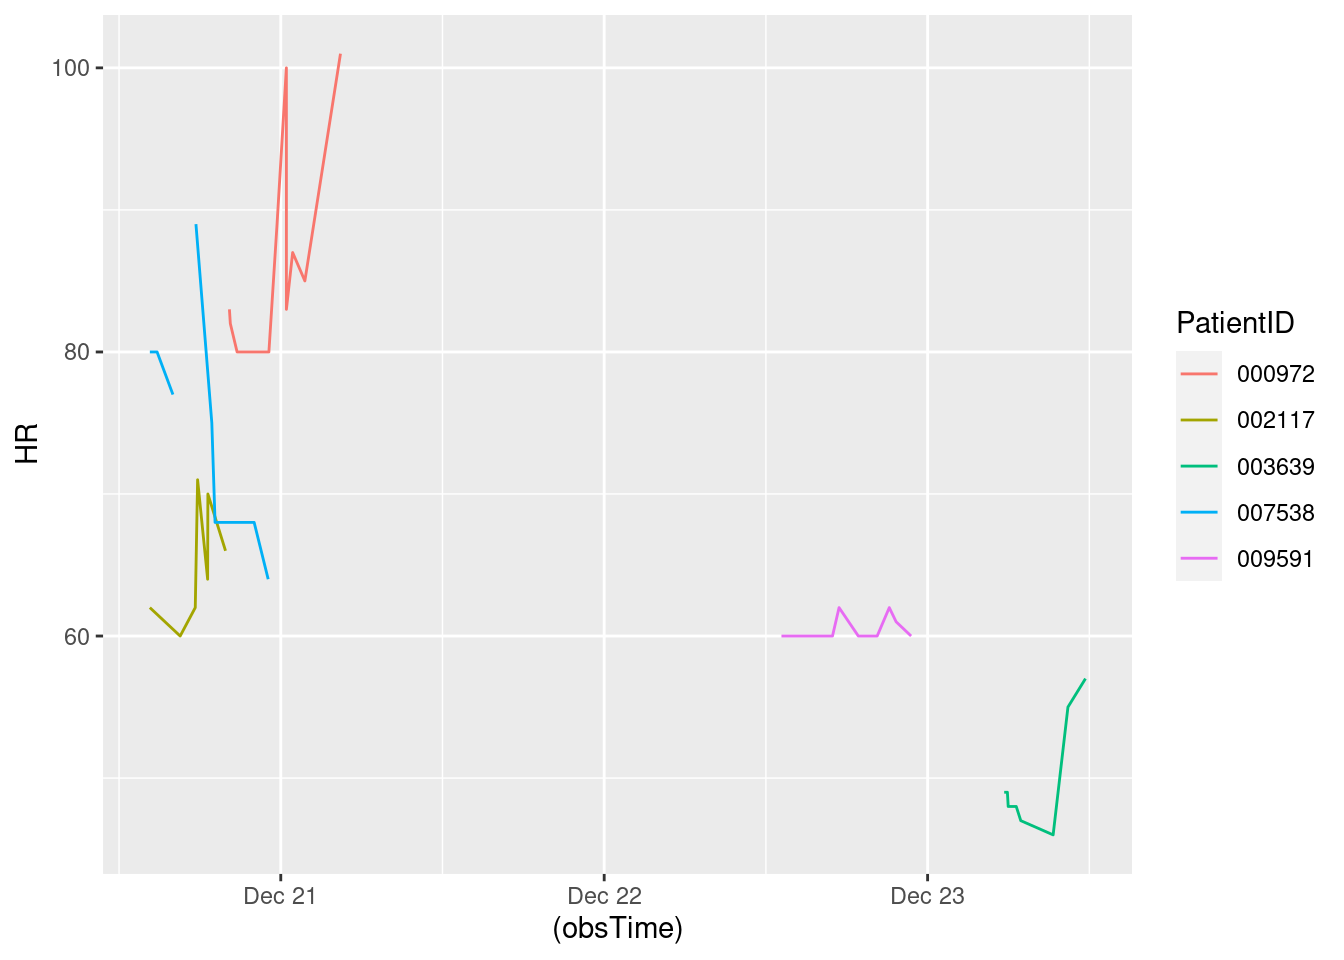 HR
100
80
60
Dec 21
Dec 22
Dec 23
(obsTime)
PatientID
000972
002117
003639
007538
009591